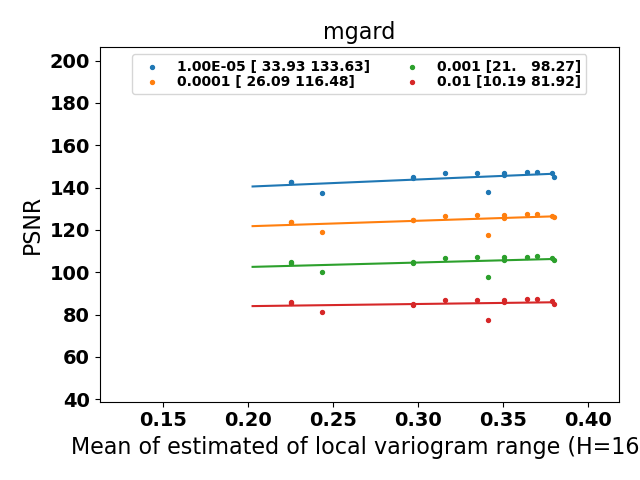 mgard
1.00E-05 [ 33.93 133.63]
0.0001 [ 26.09 116.48]
0.001 [21.   98.27]
0.01 [10.19 81.92]
PSNR
200
180
160
140
120
100
80
60
40
0.15 0.20 0.25 0.30 0.35 0.40
Mean of estimated of local variogram range (H=16